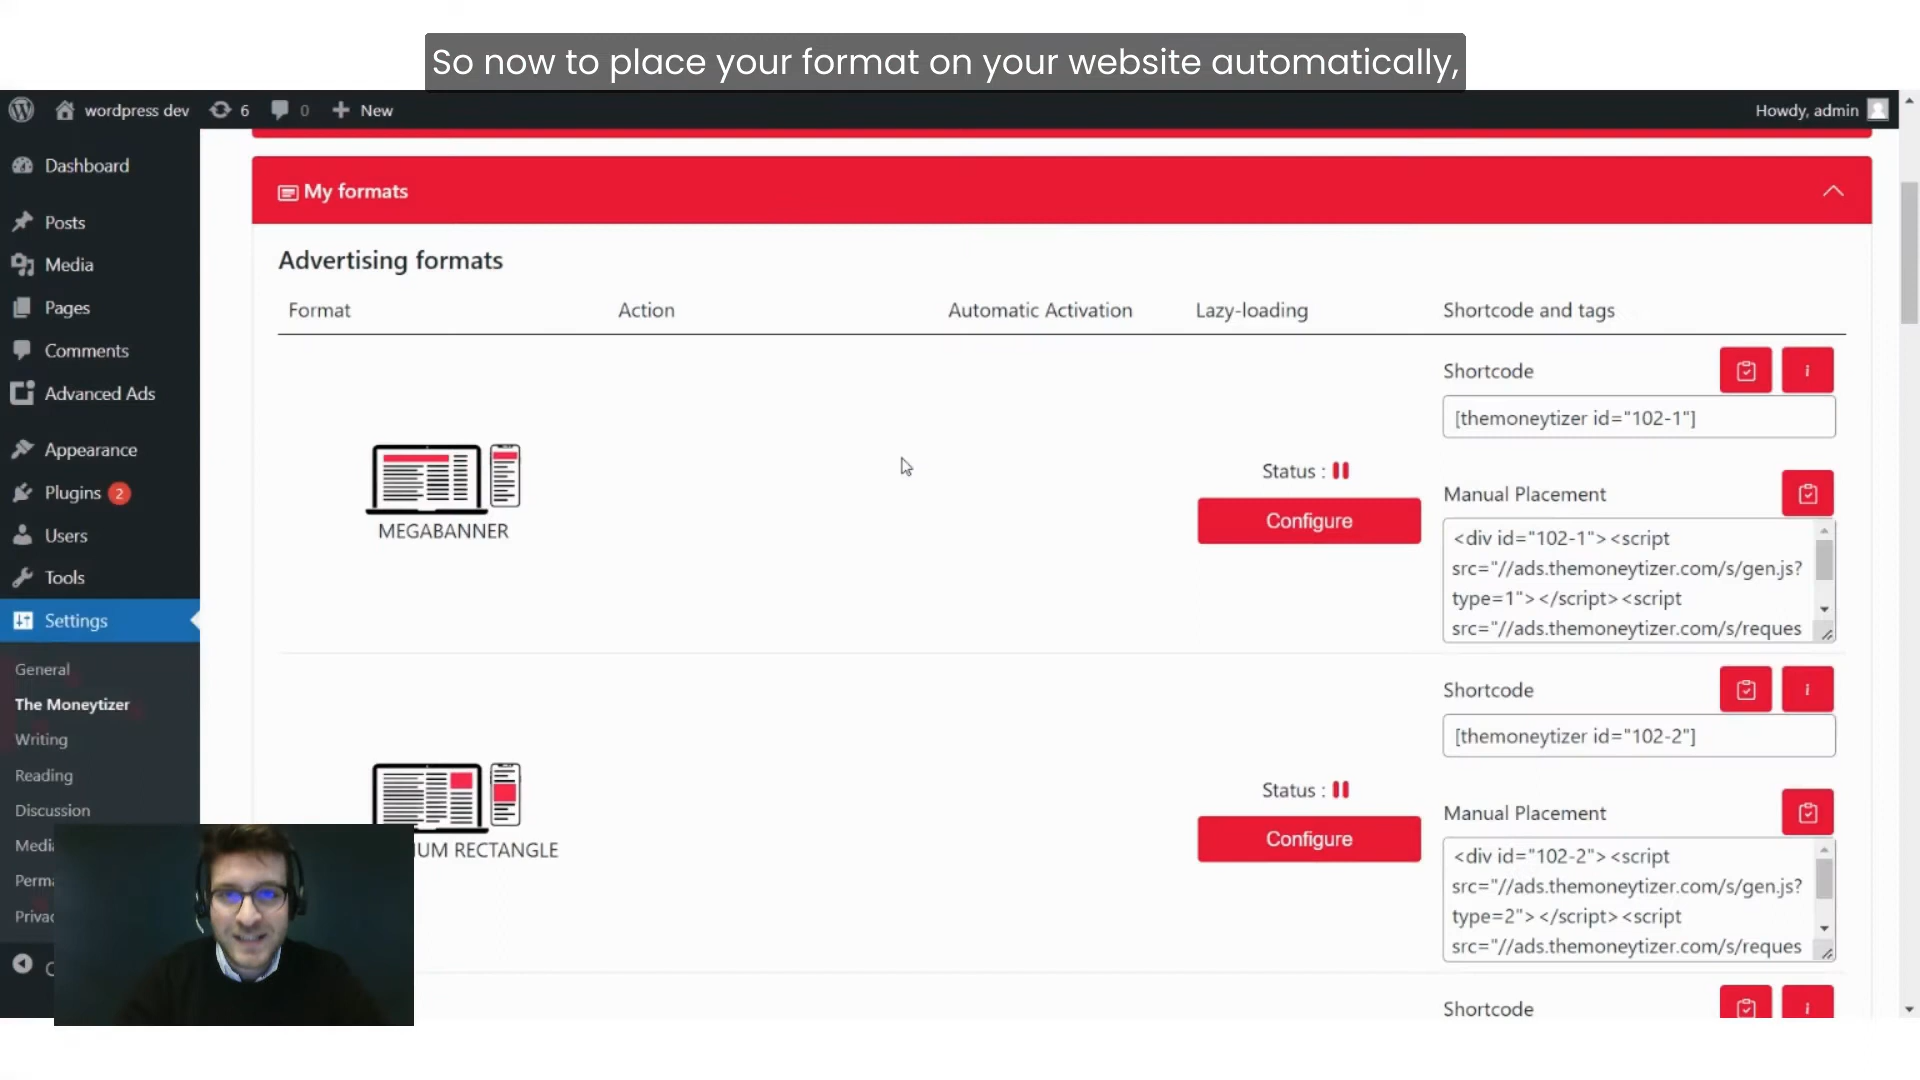 So now to place your format on your website automatically,
wordpress dev 6 0 New Howdy, admin
Dashboard
Posts
Media
Pages
Comments
Advanced Ads
Appearance
Plugins 2
Users
Tools
Settings
General
The Moneytizer
Writing
Reading
Discussion
My formats
Advertising formats
Format Action Automatic Activation Lazy-loading Shortcode and tags
MEGABANNER
Status :
Configure
Shortcode
i
[themoneytizer id="102-1"]
Manual Placement
<div id="102-1"><script
src="//ads.themoneytizer.com/s/gen.js?
type=1"></script><script
src="//ads.themoneytizer.com/s/reques
RECTANGLE
Status :
Configure
Shortcode
i
[themoneytizer id="102-2"]
Manual Placement
<div id="102-2"><script
src="//ads.themoneytizer.com/s/gen.js?
type=2"></script><script
src="//ads.themoneytizer.com/s/reques
Shortcode
i